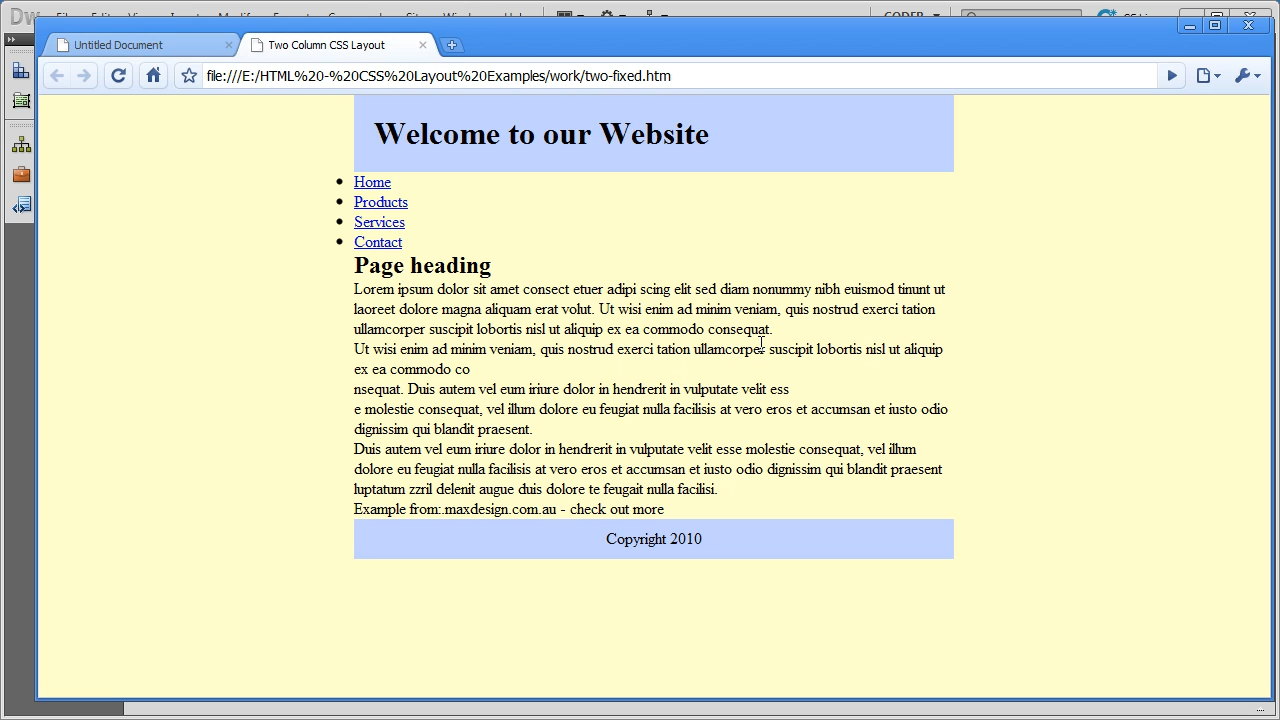 Dw
Untitled Document
Two Column CSS Layout
file:///E:/HTML%20-%20CSS%20Layout%20Examples/work/two-fixed.htm
Welcome to our Website
Home
Products
Services
Contact
Page heading
Lorem ipsum dolor sit amet consect etuer adipi scing elit sed diam nonummy nibh euismod tinunt ut
laoreet dolore magna aliquam erat volut. Ut wisi enim ad minim veniam, quis nostrud exerci tation
ullamcorper suscipit lobortis nisl ut aliquip ex ea commodo consequat.
Ut wisi enim ad minim veniam, quis nostrud exerci tation ullamcorper suscipit lobortis nisl ut aliquip
ex ea commodo co
nsequat. Duis autem vel eum iriure dolor in hendrerit in vulputate velit ess
e molestie consequat, vel illum dolore eu feugiat nulla facilisis at vero eros et accumsan et iusto odio
dignissim qui blandit praesent.
Duis autem vel eum iriure dolor in hendrerit in vulputate velit esse molestie consequat, vel illum
dolore eu feugiat nulla facilisis at vero eros et accumsan et iusto odio dignissim qui blandit praesent
luptatum zzril delenit augue duis dolore te feugait nulla facilisi.
Example from:.maxdesign.com.au - check out more
Copyright 2010